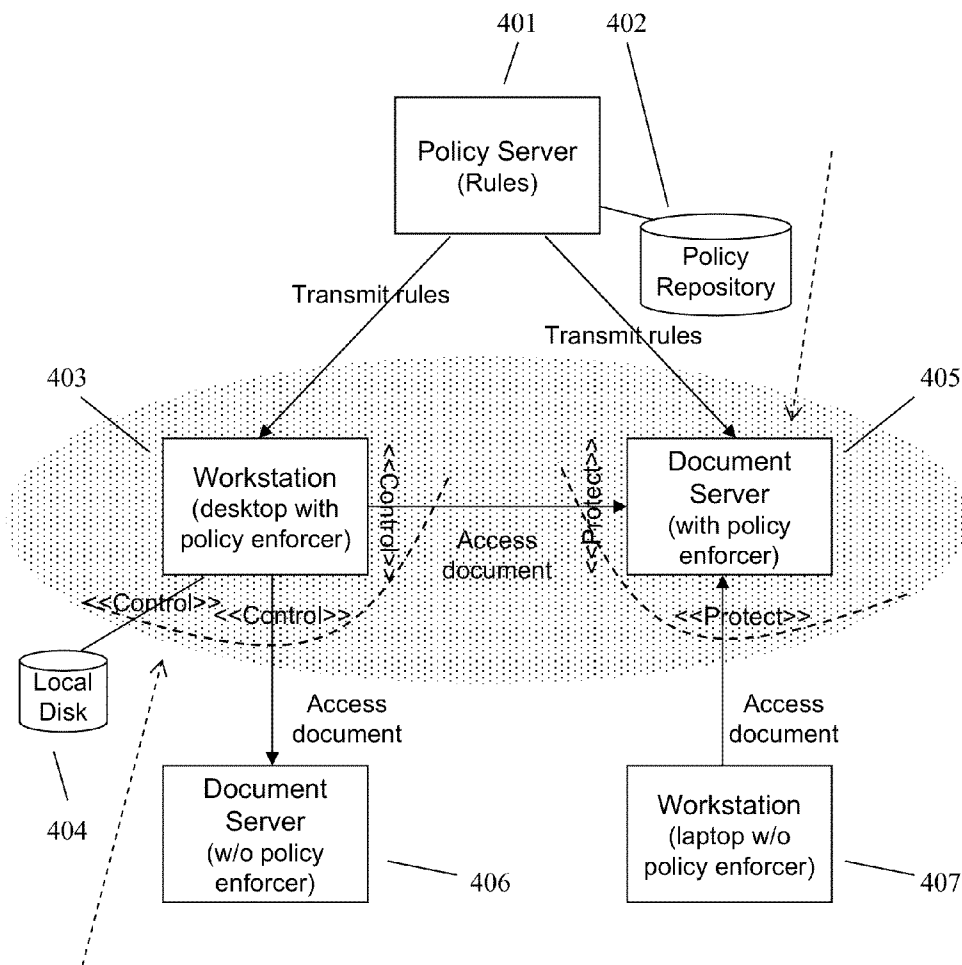 401
402
Policy Server
(Rules)
Policy
Repository
Transmit rules
Transmit rules
403
405
Workstation
(desktop with
policy enforcer)
<<Control>>
<<Protect>>
Document
Server
(with policy
enforcer)
Access
document
<<Control>>
<<Control>>
<<Protect>>
Local
Disk
Access
document
Access
document
404
Document
Server
(w/o policy
enforcer)
406
Workstation
(laptop w/o
policy enforcer)
407